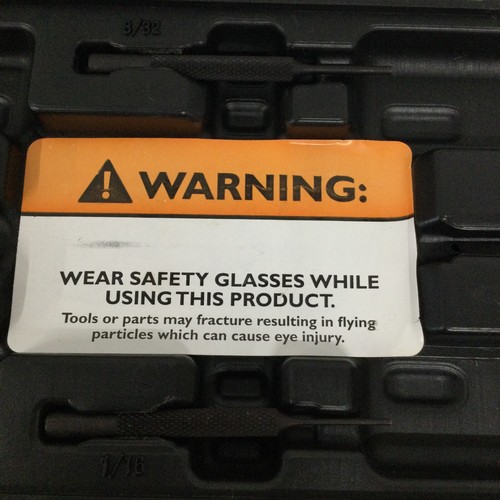 3/32
WARNING:
WEAR SAFETY GLASSES WHILE
USING THIS PRODUCT.
Tools or parts may fracture resulting in flying
particles which can cause eye injury.
1/16